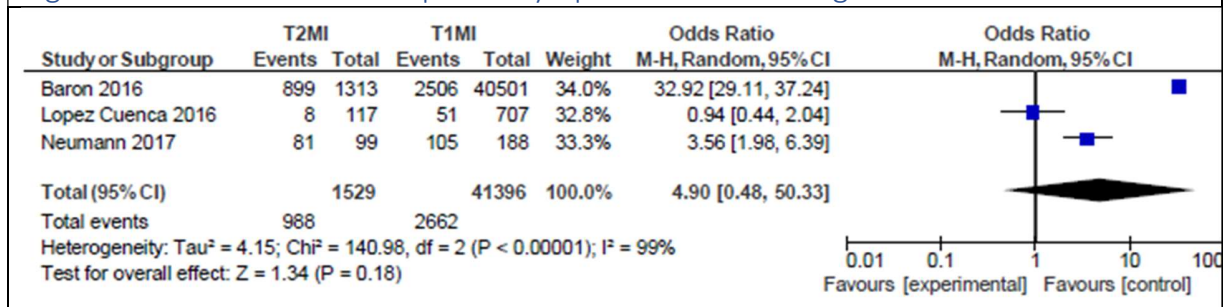 T2MI T1MI Odds Ratio Odds Ratio
Study or Subgroup Events Total Events Total Weight M-H, Random, 95% CI M-H, Random, 95% CI
Baron 2016 899 1313 2506 40501 34.0% 32.92 [29.11, 37.24]
Lopez Cuenca 2016 8 117 51 707 32.8% 0.94 [0.44, 2.04]
Neumann 2017 81 99 105 188 33.3% 3.56 [1.98, 6.39]
Total (95% CI) 1529 41396 100.0% 4.90 [0.48, 50.33]
Total events 988 2662
Heterogeneity: Tau² = 4.15; Chi² = 140.98, df = 2 (P < 0.00001); I² = 99%
Test for overall effect: Z = 1.34 (P = 0.18)
0.01 0.1 1 10 100
Favours [experimental] Favours [control]